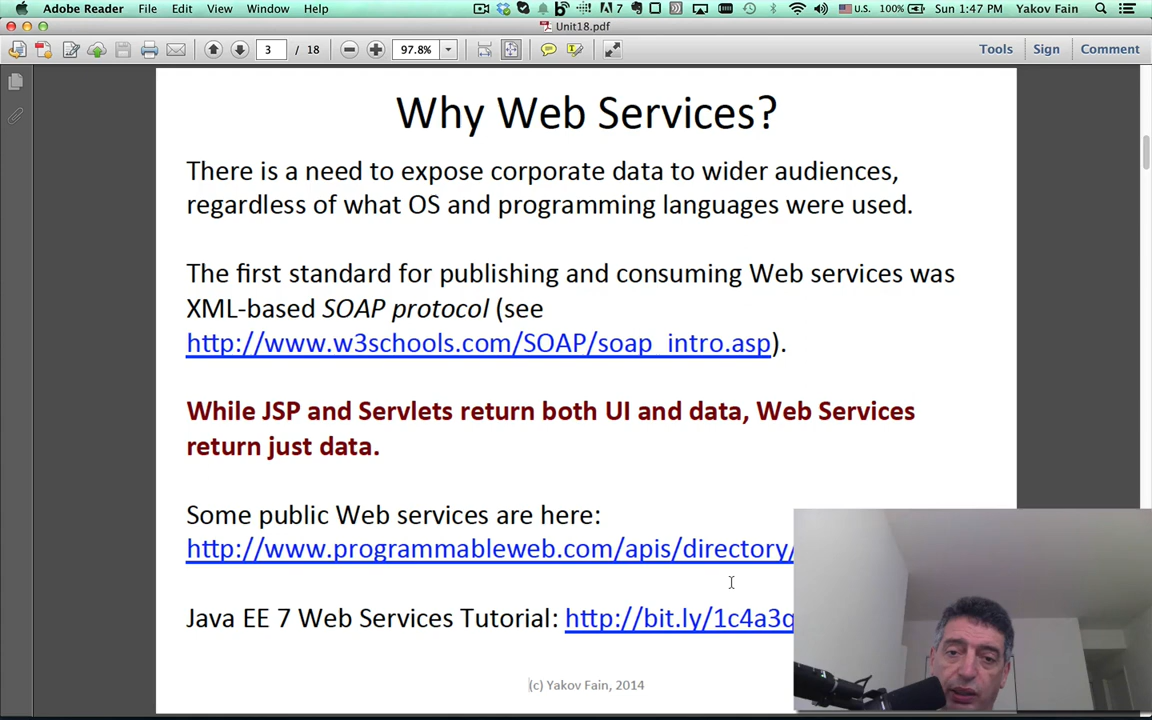 Adobe Reader File Edit View Window Help 7 U.S. 100% Sun 1:47 PM Yakov Fain
Unit18.pdf
3 / 18 97.8% Tools Sign Comment
Why Web Services?
There is a need to expose corporate data to wider audiences,
regardless of what OS and programming languages were used.
The first standard for publishing and consuming Web services was
XML-based SOAP protocol (see
http://www.w3schools.com/SOAP/soap_intro.asp).
While JSP and Servlets return both UI and data, Web Services
return just data.
Some public Web services are here:
http://www.programmableweb.com/apis/directory/
Java EE 7 Web Services Tutorial: http://bit.ly/1c4a3q
(c) Yakov Fain, 2014